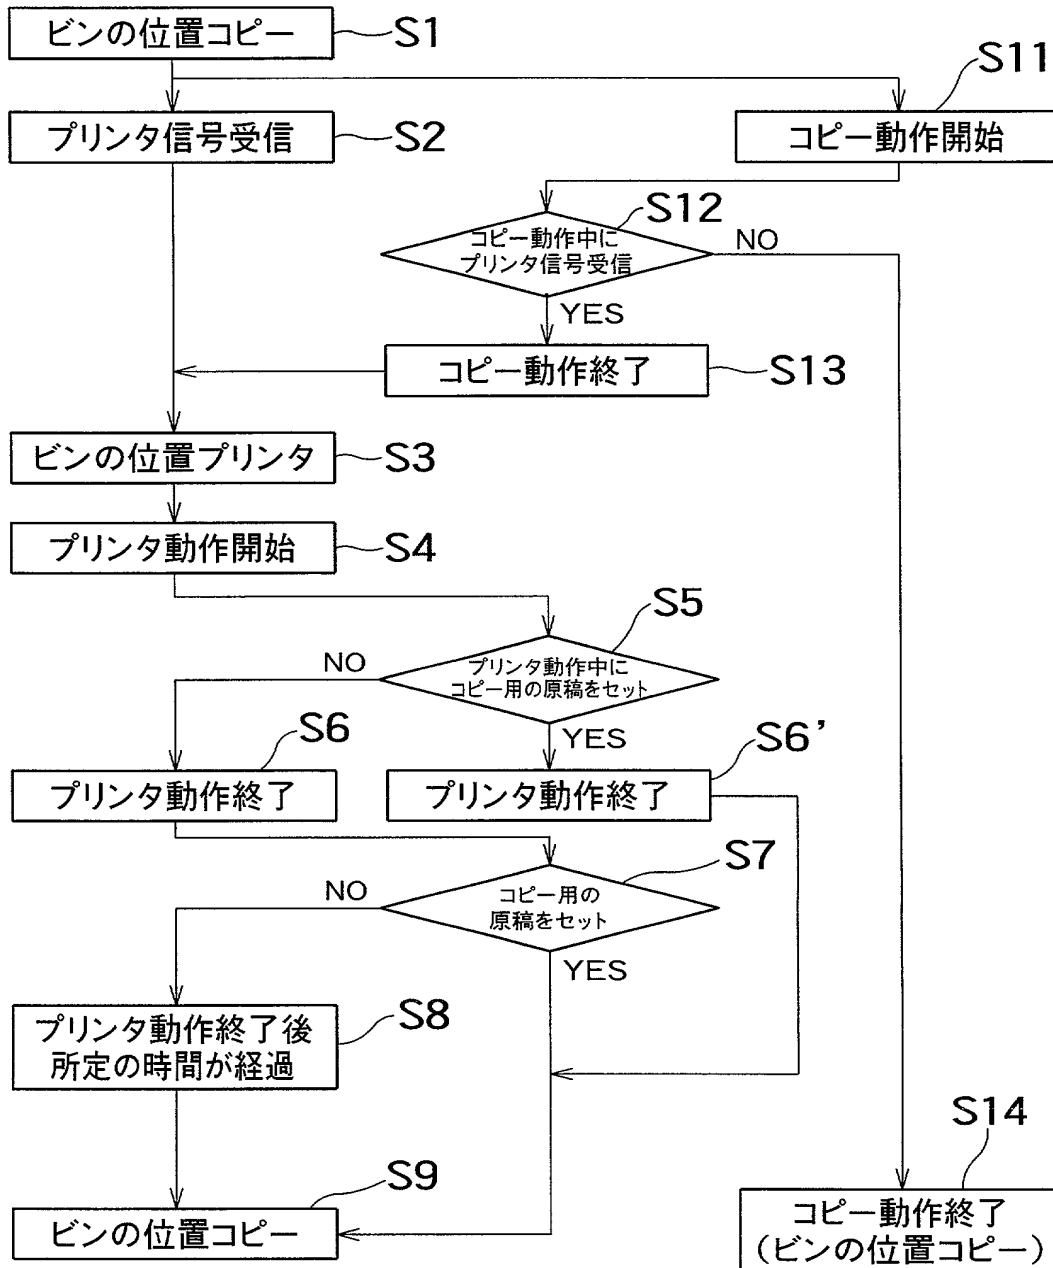 ビンの位置コピー
S1
S11
プリンタ信号受信
S2
コピー動作開始
S12
コピー動作中に
プリンタ信号受信
NO
YES
コピー動作終了
S13
ビンの位置プリンタ
S3
プリンタ動作開始
S4
S5
プリンタ動作中に
コピー用の原稿をセット
NO
YES
S6
S6’
プリンタ動作終了
プリンタ動作終了
S7
コピー用の
原稿をセット
NO
YES
プリンタ動作終了後
所定の時間が経過
S8
S14
S9
ビンの位置コピー
コピー動作終了
(ビンの位置コピー)